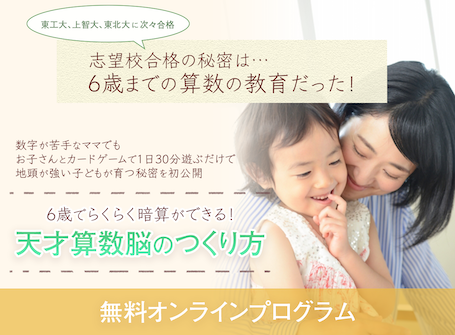 東工大、上智大、東北大に次々合格
志望校合格の秘密は…
6歳までの算数の教育だった！
数字が苦手なママでも
お子さんとカードゲームで1日30分遊ぶだけで
地頭が強い子どもが育つ秘密を初公開
6歳でらくらく暗算ができる！
天才算数脳のつくり方
無料オンラインプログラム